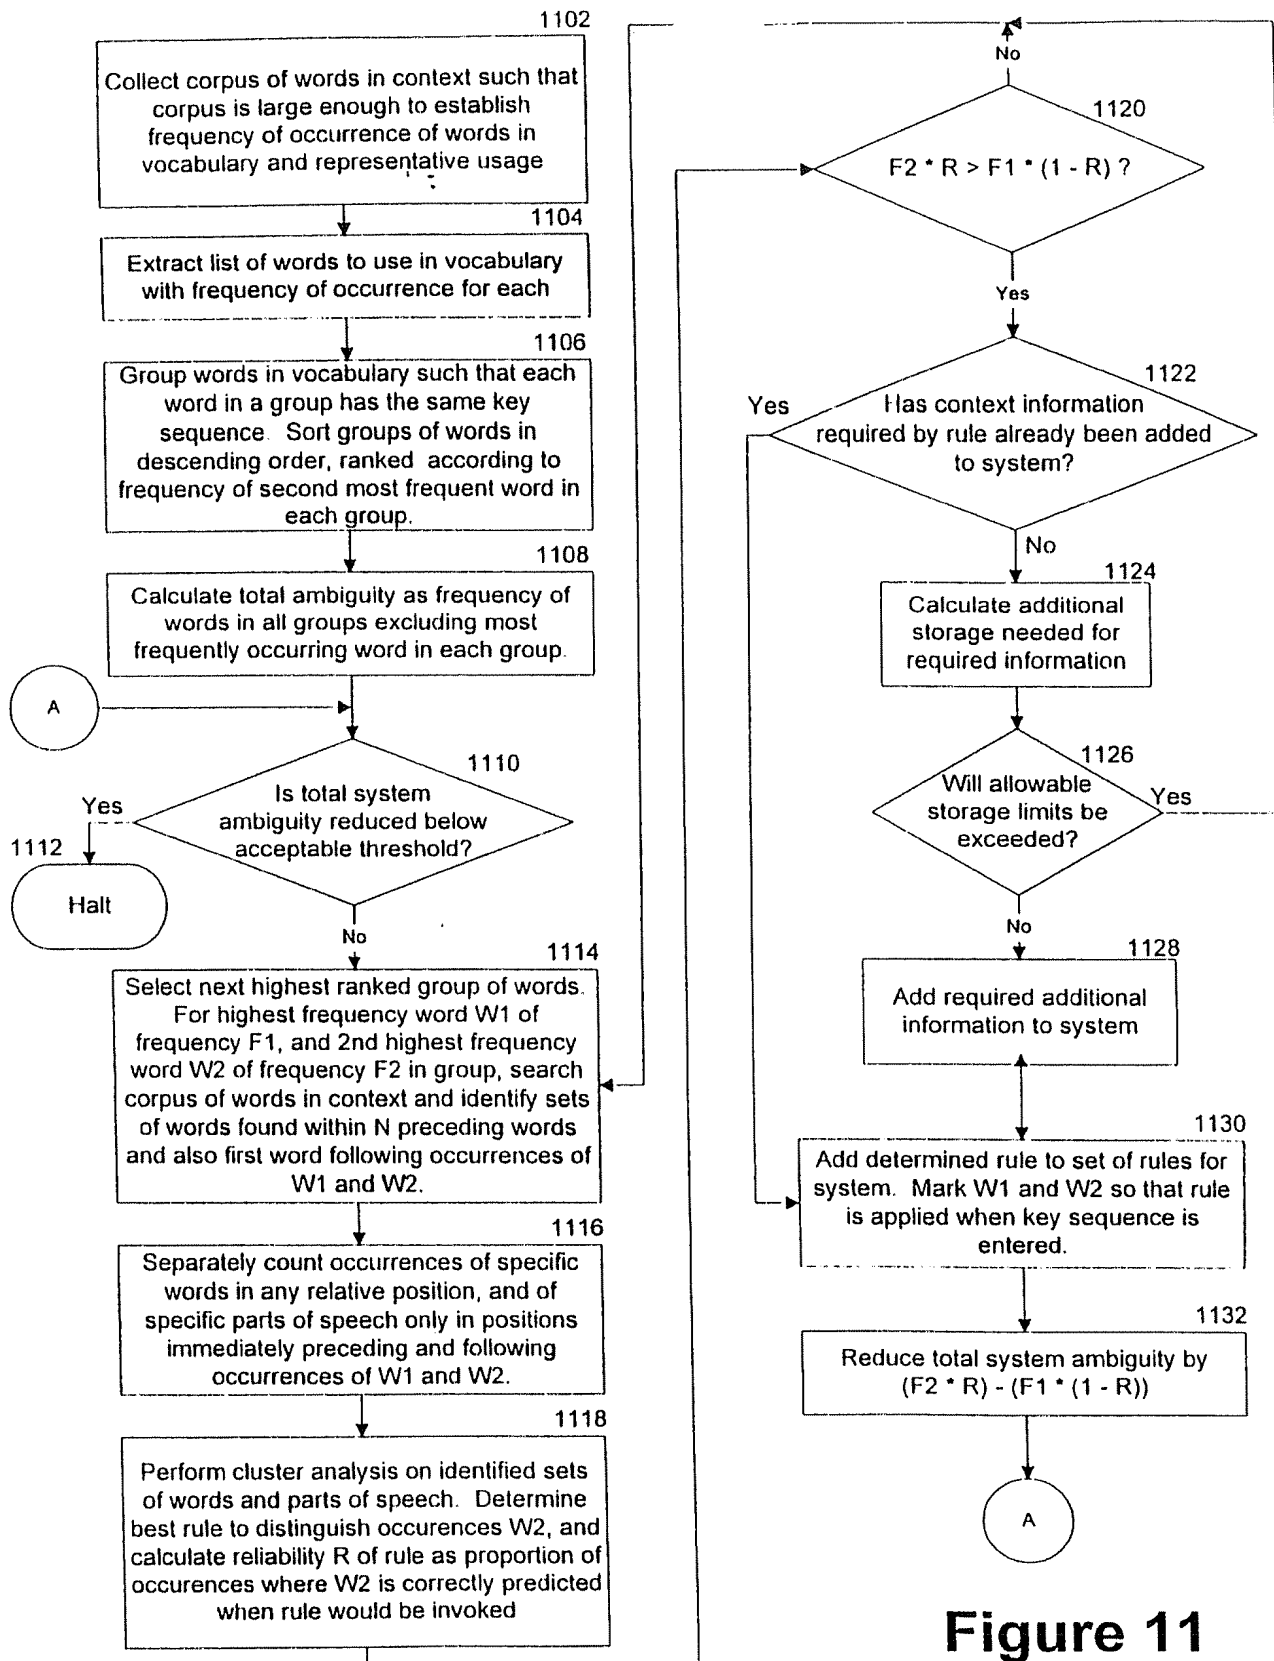 1102
Collect corpus of words in context such that
corpus is large enough to establish
frequency of occurrence of words in
vocabulary and representative usage
1104
Extract list of words to use in vocabulary
with frequency of occurrence for each
1106
Group words in vocabulary such that each
word in a group has the same key
sequence. Sort groups of words in
descending order, ranked according to
frequency of second most frequent word in
each group.
1108
Calculate total ambiguity as frequency of
words in all groups excluding most
frequently occurring word in each group.
A
1110
Is total system
ambiguity reduced below
acceptable threshold?
Yes
1112
Halt
No
1114
Select next highest ranked group of words.
For highest frequency word W1 of
frequency F1, and 2nd highest frequency
word W2 of frequency F2 in group, search
corpus of words in context and identify sets
of words found within N preceding words
and also first word following occurrences of
W1 and W2.
1116
Separately count occurrences of specific
words in any relative position, and of
specific parts of speech only in positions
immediately preceding and following
occurrences of W1 and W2.
1118
Perform cluster analysis on identified sets
of words and parts of speech. Determine
best rule to distinguish occurences W2, and
calculate reliability R of rule as proportion of
occurences where W2 is correctly predicted
when rule would be invoked
No
1120
F2 * R > F1 * (1 - R) ?
Yes
1122
Yes
Has context information
required by rule already been added
to system?
No
1124
Calculate additional
storage needed for
required information
1126
Will allowable
storage limits be
exceeded?
Yes
No
1128
Add required additional
information to system
1130
Add determined rule to set of rules for
system. Mark W1 and W2 so that rule
is applied when key sequence is
entered.
1132
Reduce total system ambiguity by
(F2 * R) - (F1 * (1 - R))
A
Figure 11